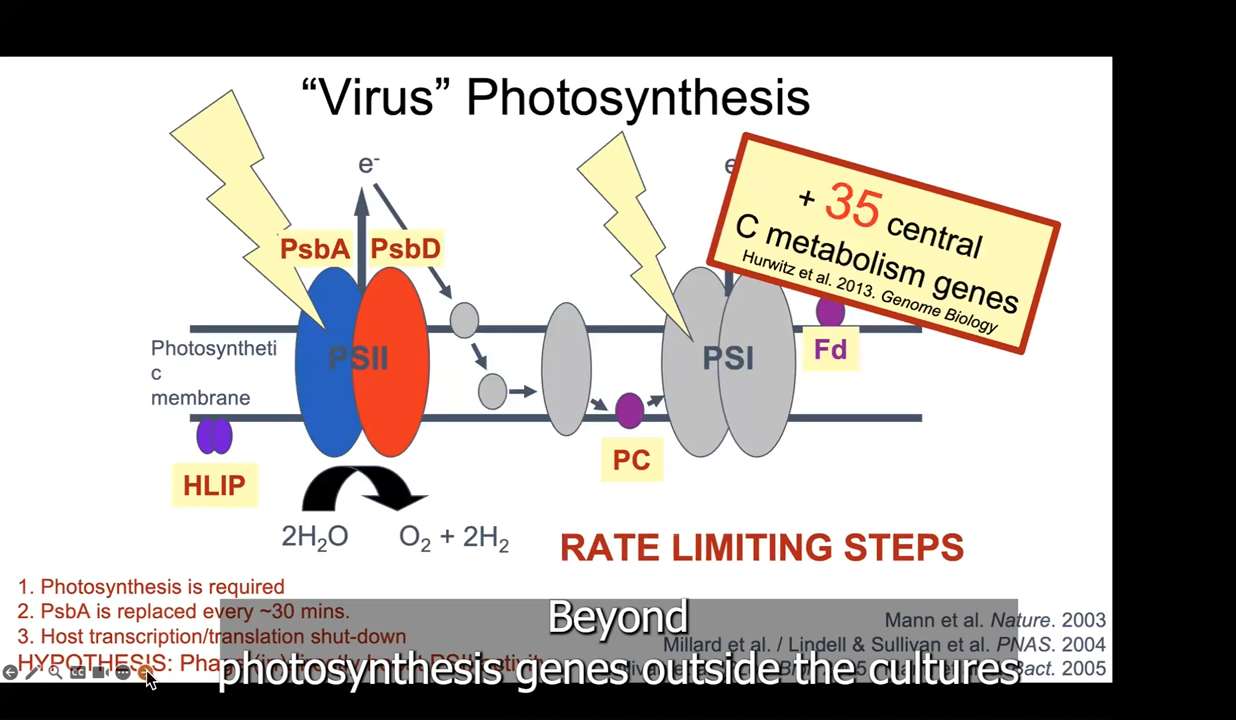 “Virus” Photosynthesis
e-
e
+ 35 central
C metabolism genes
Hurwitz et al. 2013. Genome Biology
PsbA
PsbD
Photosyntheti
c
membrane
PSII
PSI
Fd
HLIP
PC
2H2O
O2 + 2H2
RATE LIMITING STEPS
1. Photosynthesis is required
2. PsbA is replaced every ~30 mins.
3. Host transcription/translation shut-down
HYPOTHESIS:
Mann et al. Nature. 2003
Millard et al. / Lindell & Sullivan et al. PNAS. 2004
2005
Beyond
photosynthesis genes outside the cultures
CC